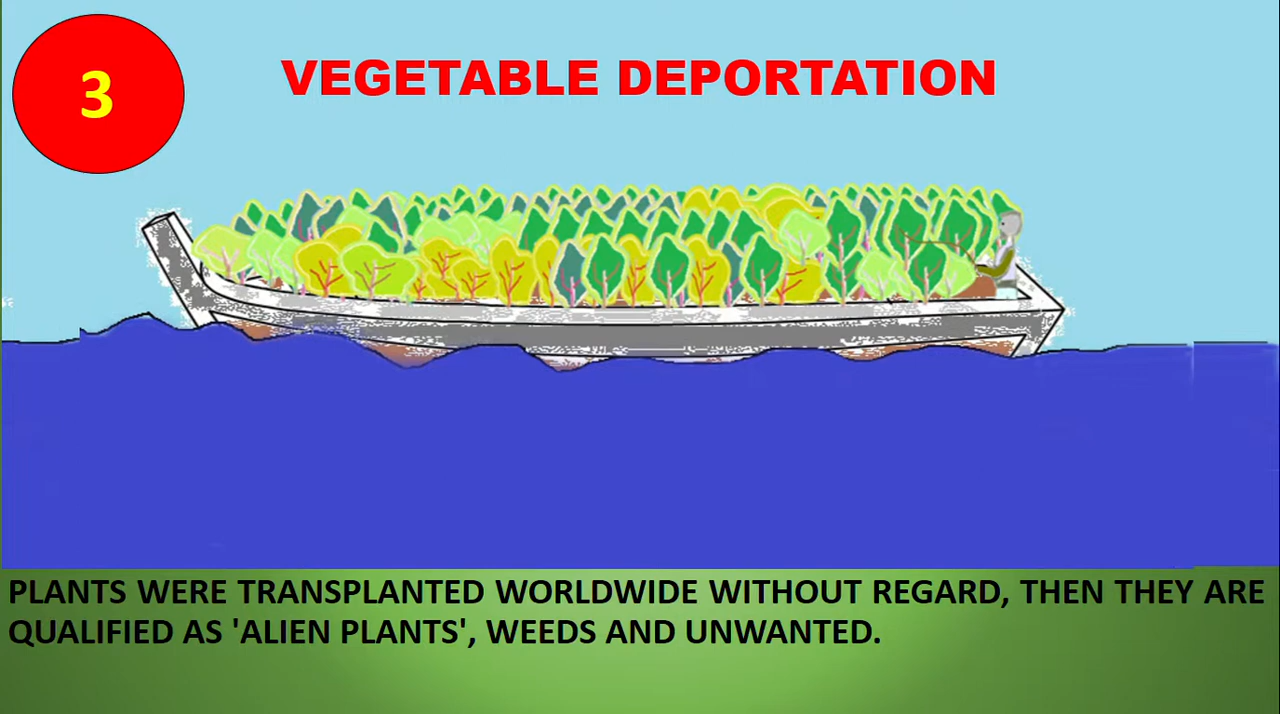 3
VEGETABLE DEPORTATION
PLANTS WERE TRANSPLANTED WORLDWIDE WITHOUT REGARD, THEN THEY ARE
QUALIFIED AS 'ALIEN PLANTS', WEEDS AND UNWANTED.